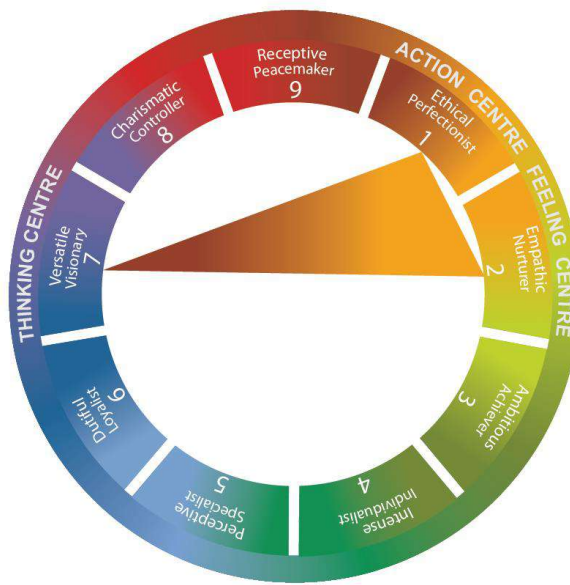 ACTION CENTRE
FEELING CENTRE
THINKING CENTRE
Receptive
Peacemaker
9
Ethical
Perfectionist
1
Empathic
Nurturer
2
Ambitious
Achiever
3
Intense
Individualist
4
Perceptive
Specialist
5
Dutiful
Loyalist
6
Versatile
Visionary
7
Charismatic
Controller
8